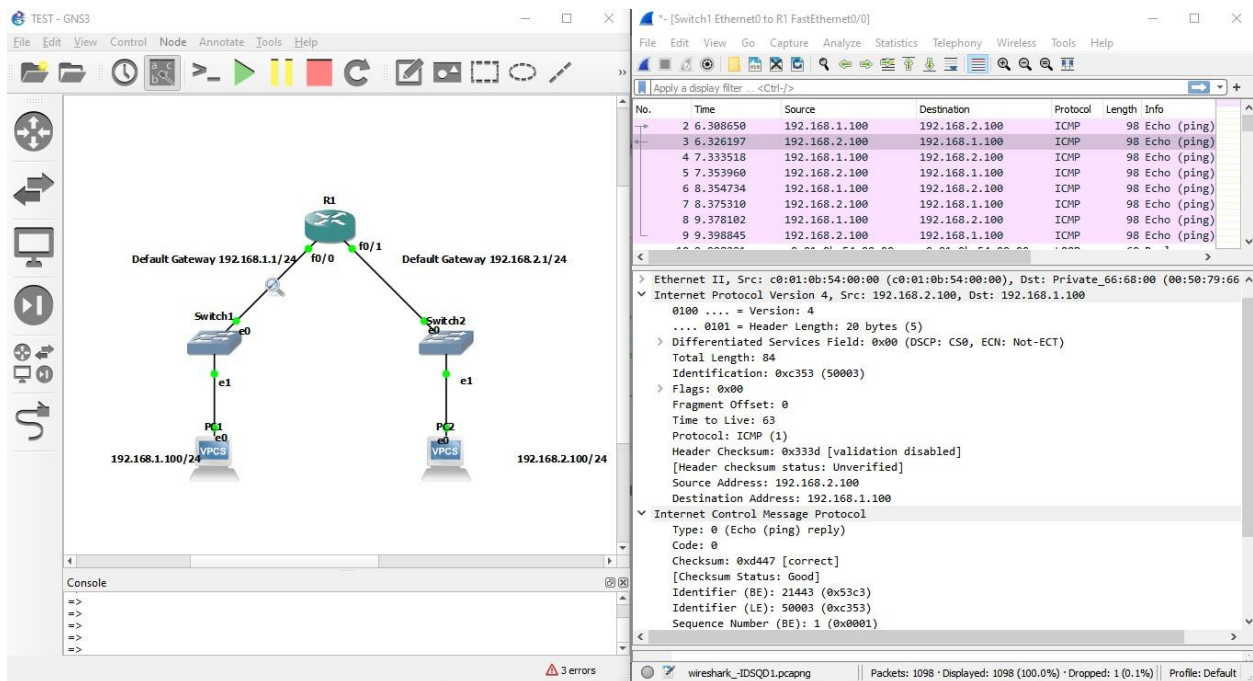 TEST - GNS3
File Edit View Control Node Annotate Tools Help
R1
f0/0
f0/1
Default Gateway 192.168.1.1/24
Default Gateway 192.168.2.1/24
Switch1
e0
Switch2
e0
e1
e1
PC1
e0
VPCS
PC2
e0
VPCS
192.168.1.100/24
192.168.2.100/24
Console
=>
=>
=>
=>
=>
3 errors
*- [Switch1 Ethernet0 to R1 FastEthernet0/0]
File Edit View Go Capture Analyze Statistics Telephony Wireless Tools Help
Apply a display filter ... <Ctrl-/>
No. Time Source Destination Protocol Length Info
2 6.308650 192.168.1.100 192.168.2.100 ICMP 98 Echo (ping)
3 6.326197 192.168.2.100 192.168.1.100 ICMP 98 Echo (ping)
4 7.333518 192.168.1.100 192.168.2.100 ICMP 98 Echo (ping)
5 7.353960 192.168.2.100 192.168.1.100 ICMP 98 Echo (ping)
6 8.354734 192.168.1.100 192.168.2.100 ICMP 98 Echo (ping)
7 8.375310 192.168.2.100 192.168.1.100 ICMP 98 Echo (ping)
8 9.378102 192.168.1.100 192.168.2.100 ICMP 98 Echo (ping)
9 9.398845 192.168.2.100 192.168.1.100 ICMP 98 Echo (ping)
Ethernet II, Src: c0:01:0b:54:00:00 (c0:01:0b:54:00:00), Dst: Private_66:68:00 (00:50:79:66
Internet Protocol Version 4, Src: 192.168.2.100, Dst: 192.168.1.100
0100 .... = Version: 4
.... 0101 = Header Length: 20 bytes (5)
Differentiated Services Field: 0x00 (DSCP: CS0, ECN: Not-ECT)
Total Length: 84
Identification: 0xc353 (50003)
Flags: 0x00
Fragment Offset: 0
Time to Live: 63
Protocol: ICMP (1)
Header Checksum: 0x333d [validation disabled]
[Header checksum status: Unverified]
Source Address: 192.168.2.100
Destination Address: 192.168.1.100
Internet Control Message Protocol
Type: 0 (Echo (ping) reply)
Code: 0
Checksum: 0xd447 [correct]
[Checksum Status: Good]
Identifier (BE): 21443 (0x53c3)
Identifier (LE): 50003 (0xc353)
Sequence Number (BE): 1 (0x0001)
wireshark_-IDSQD1.pcapng
Packets: 1098 · Displayed: 1098 (100.0%) · Dropped: 1 (0.1%)
Profile: Default